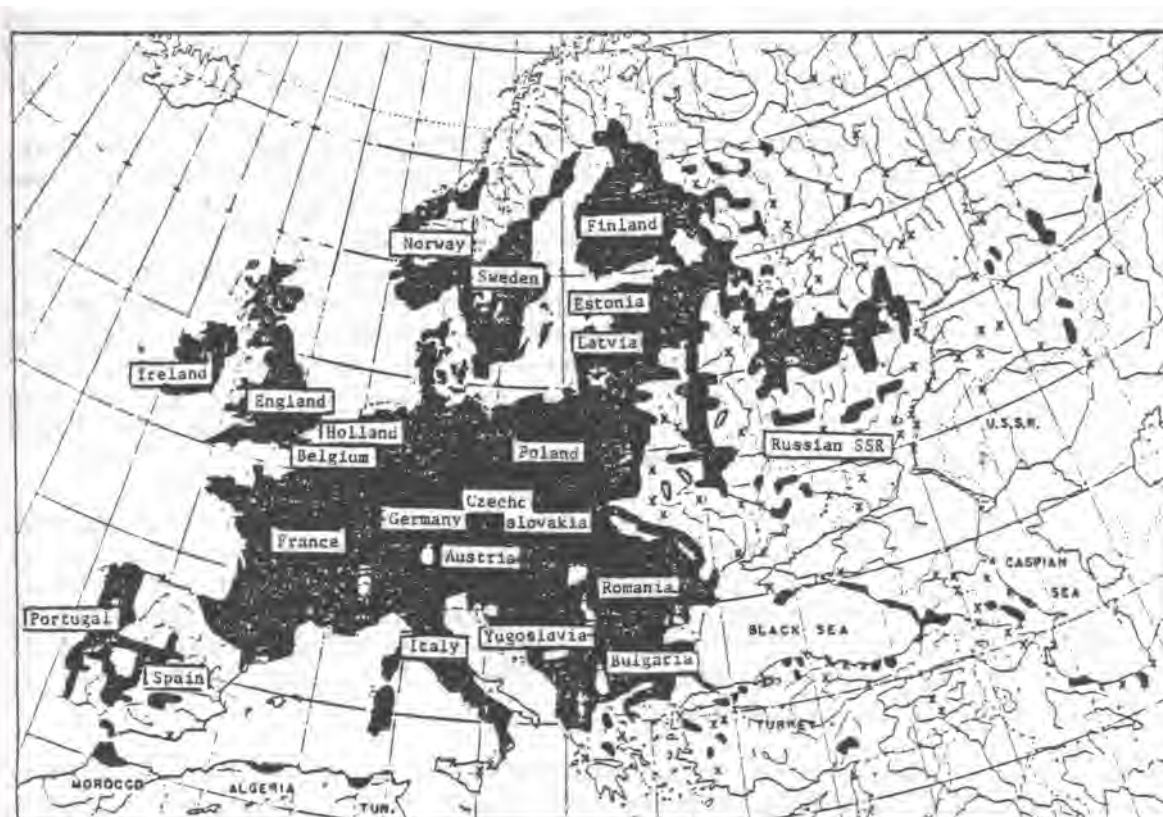 Finland
Norway
Sweden
Estonia
Latvia
Ireland
England
Holland
Belgium
Poland
Russian SSR
U.S.S.R.
Czecho
slovakia
Germany
France
Austria
Romania
CASPIAN
SEA
Portugal
Italy
Yugoslavia
BLACK SEA
Bulgaria
Spain
TURKEY
MOROCCO
ALGERIA
TUN.